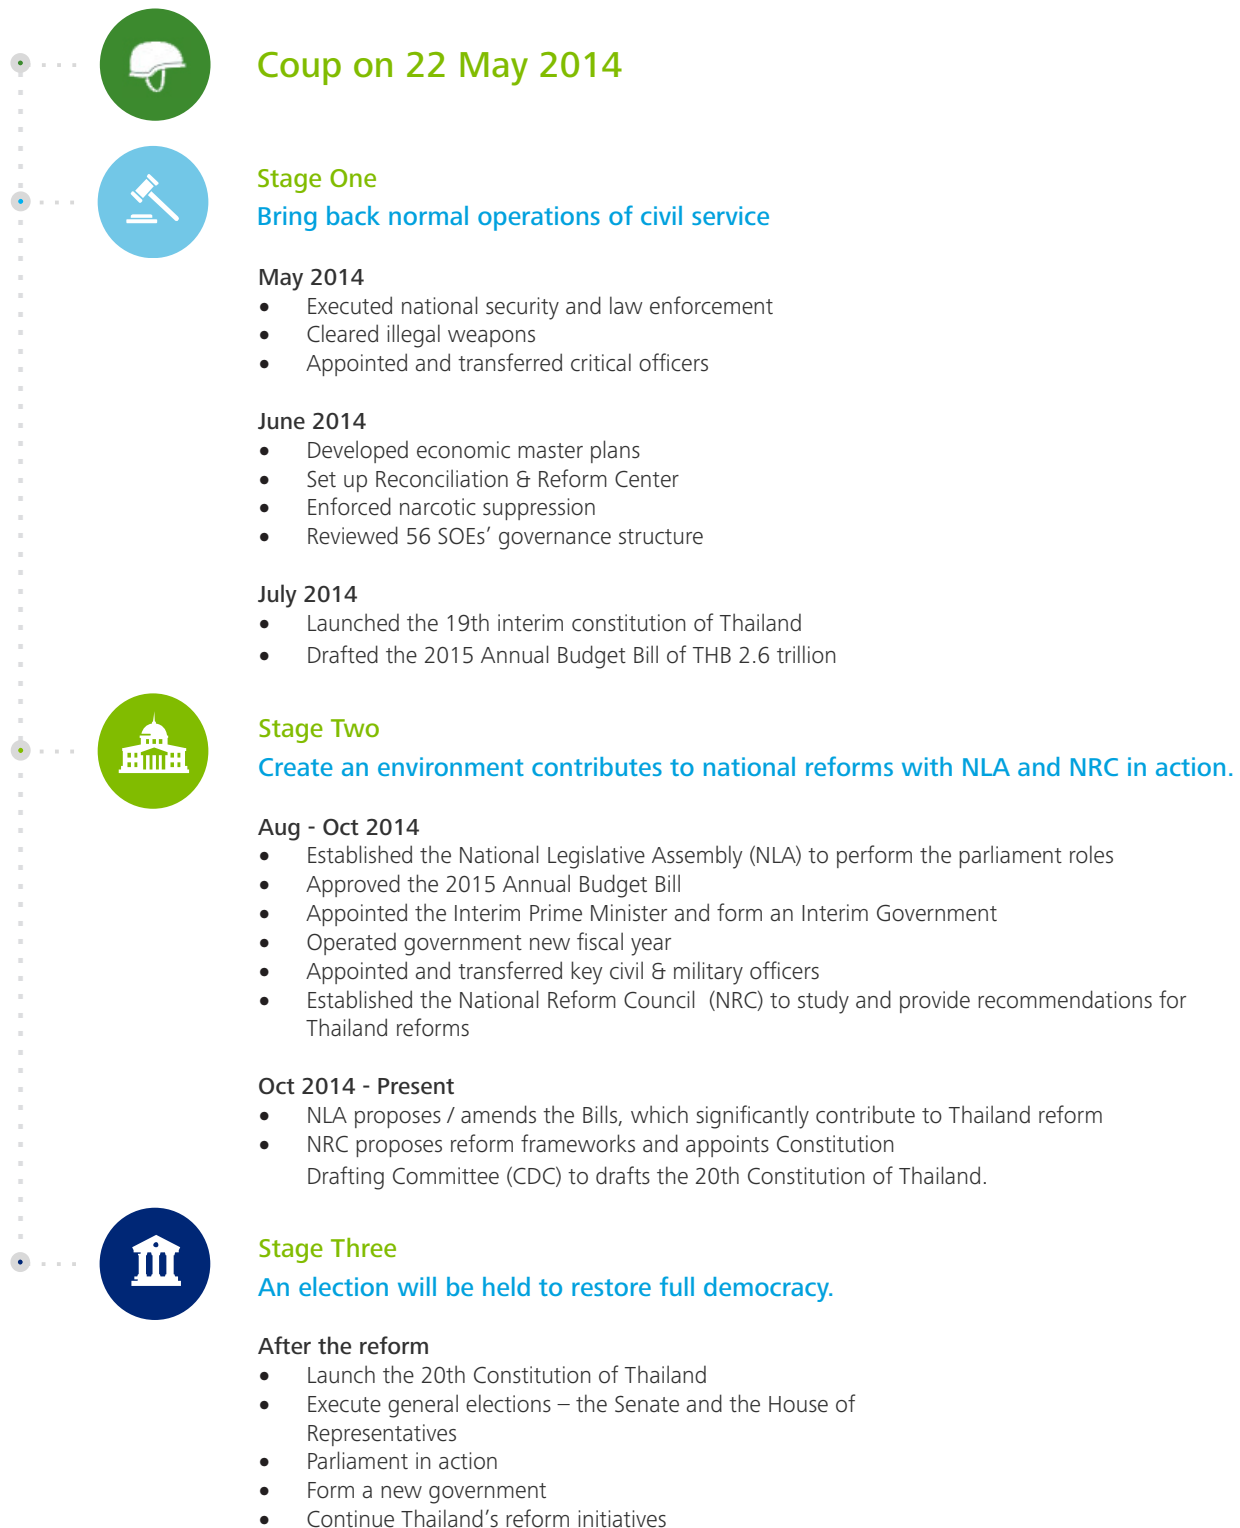 Coup on 22 May 2014
Stage One
Bring back normal operations of civil service
May 2014
• Executed national security and law enforcement
• Cleared illegal weapons
• Appointed and transferred critical officers
June 2014
• Developed economic master plans
• Set up Reconciliation & Reform Center
• Enforced narcotic suppression
• Reviewed 56 SOEs’ governance structure
July 2014
• Launched the 19th interim constitution of Thailand
• Drafted the 2015 Annual Budget Bill of THB 2.6 trillion
Stage Two
Create an environment contributes to national reforms with NLA and NRC in action.
Aug - Oct 2014
• Established the National Legislative Assembly (NLA) to perform the parliament roles
• Approved the 2015 Annual Budget Bill
• Appointed the Interim Prime Minister and form an Interim Government
• Operated government new fiscal year
• Appointed and transferred key civil & military officers
• Established the National Reform Council (NRC) to study and provide recommendations for
Thailand reforms
Oct 2014 - Present
• NLA proposes / amends the Bills, which significantly contribute to Thailand reform
• NRC proposes reform frameworks and appoints Constitution
Drafting Committee (CDC) to drafts the 20th Constitution of Thailand.
Stage Three
An election will be held to restore full democracy.
After the reform
• Launch the 20th Constitution of Thailand
• Execute general elections – the Senate and the House of
Representatives
• Parliament in action
• Form a new government
• Continue Thailand’s reform initiatives